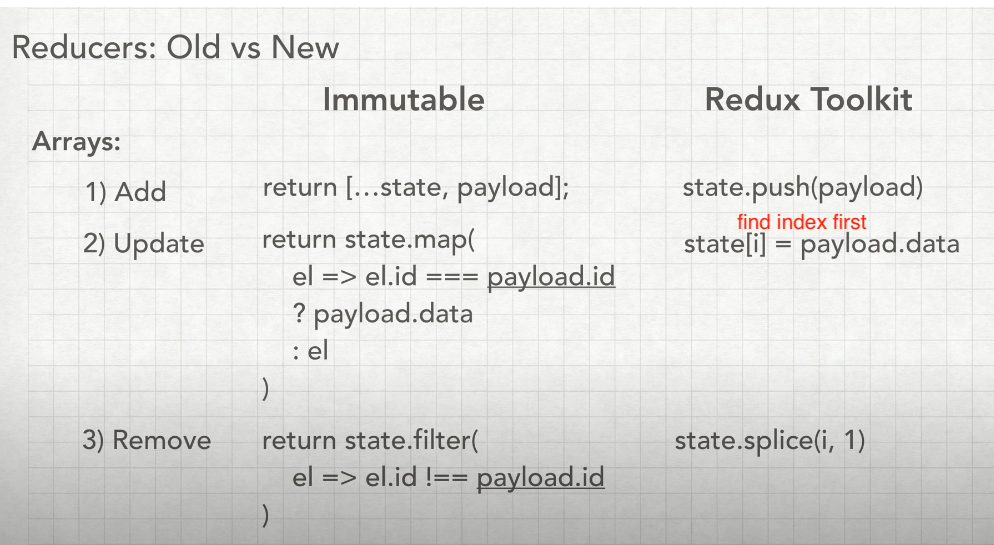 Reducers: Old vs New
Immutable Redux Toolkit
Arrays:
1) Add return […state, payload]; state.push(payload)
find index first
2) Update return state.map( state[i] = payload.data
el => el.id === payload.id
? payload.data
: el
)
3) Remove return state.filter( state.splice(i, 1)
el => el.id !== payload.id
)